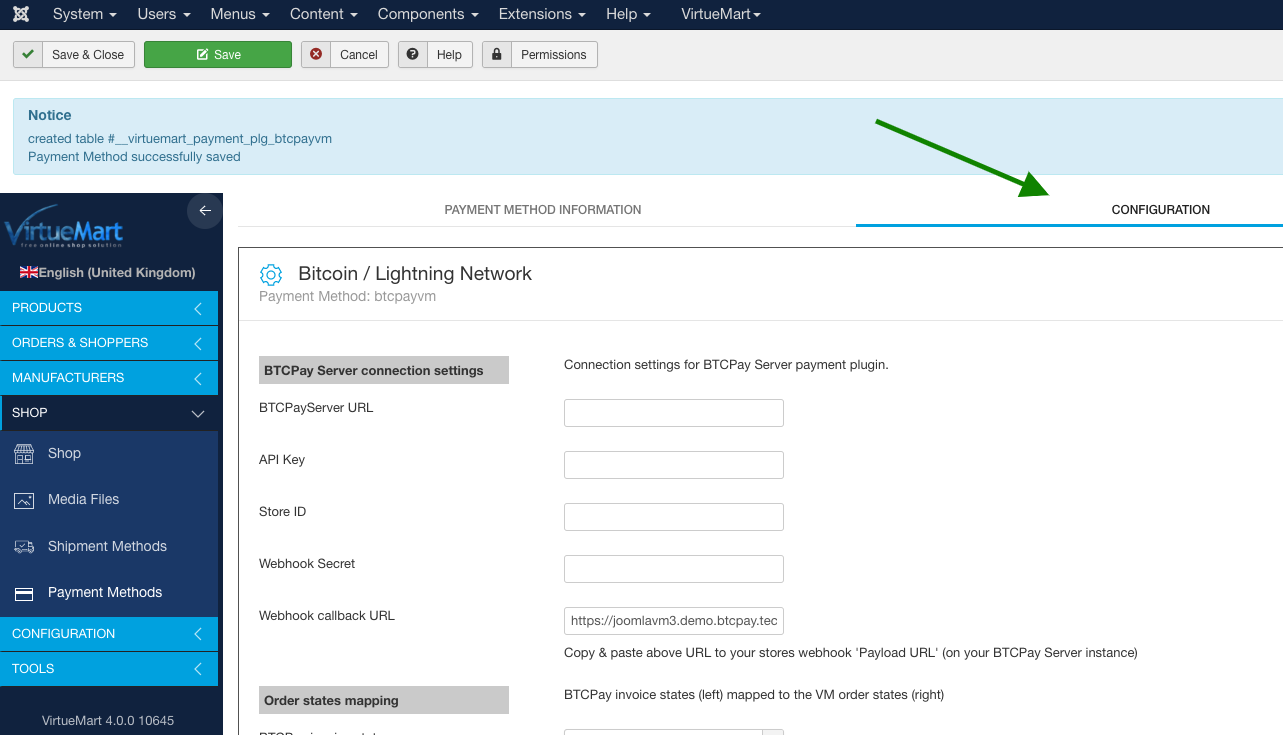 System Users Menus Content Components Extensions Help VirtueMart
Save & Close Save Cancel Help Permissions
Notice
created table #__virtuemart_payment_plg_btcpayvm
Payment Method successfully saved
VirtueMart
free online shop solution
English (United Kingdom)
PRODUCTS
ORDERS & SHOPPERS
MANUFACTURERS
SHOP
Shop
Media Files
Shipment Methods
Payment Methods
CONFIGURATION
TOOLS
VirtueMart 4.0.0 10645
PAYMENT METHOD INFORMATION CONFIGURATION
Bitcoin / Lightning Network
Payment Method: btcpayvm
BTCPay Server connection settings Connection settings for BTCPay Server payment plugin.
BTCPayServer URL
API Key
Store ID
Webhook Secret
Webhook callback URL https://joomlavm3.demo.btcpay.tec
Copy & paste above URL to your stores webhook 'Payload URL' (on your BTCPay Server instance)
Order states mapping BTCPay invoice states (left) mapped to the VM order states (right)